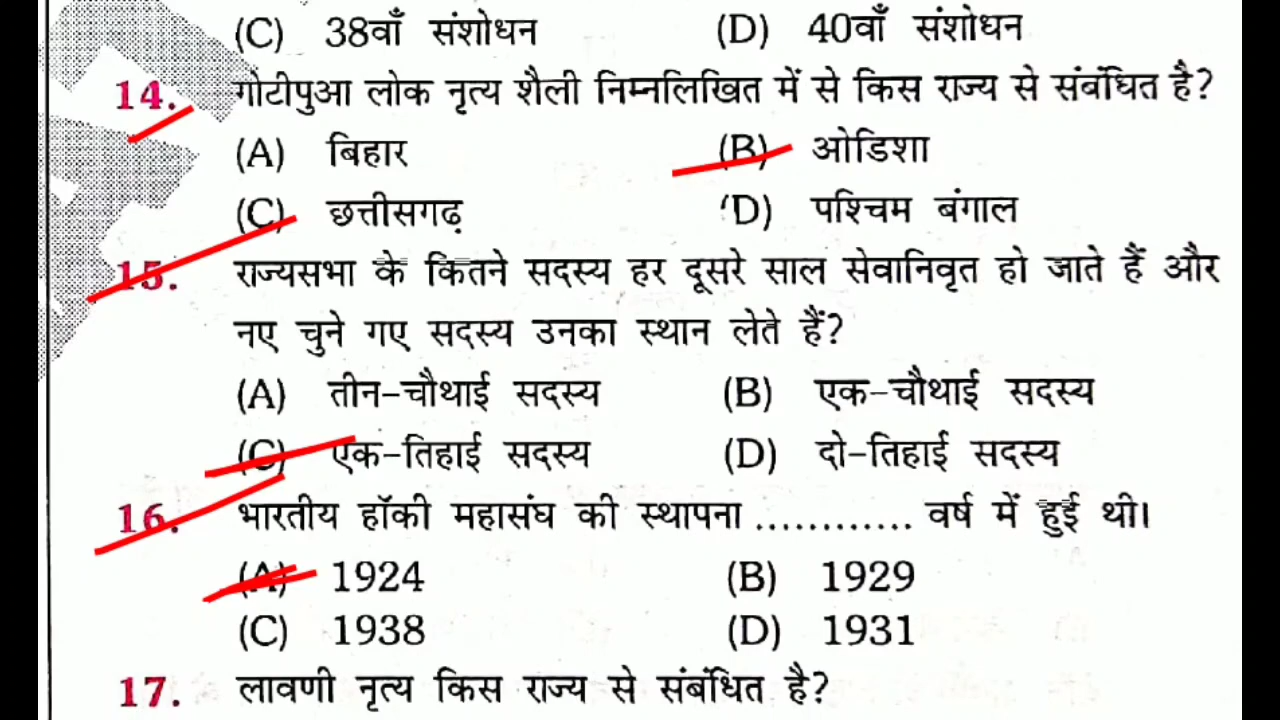 (C) 38वाँ संशोधन (D) 40वाँ संशोधन
14. गोटीपुआ लोक नृत्य शैली निम्नलिखित में से किस राज्य से संबंधित है?
(A) बिहार (B) ओडिशा
(C) छत्तीसगढ़ (D) पश्चिम बंगाल
15. राज्यसभा के कितने सदस्य हर दूसरे साल सेवानिवृत हो जाते हैं और
नए चुने गए सदस्य उनका स्थान लेते हैं?
(A) तीन-चौथाई सदस्य (B) एक-चौथाई सदस्य
(C) एक-तिहाई सदस्य (D) दो-तिहाई सदस्य
16. भारतीय हॉकी महासंघ की स्थापना ............ वर्ष में हुई थी।
(A) 1924 (B) 1929
(C) 1938 (D) 1931
17. लावणी नृत्य किस राज्य से संबंधित है?